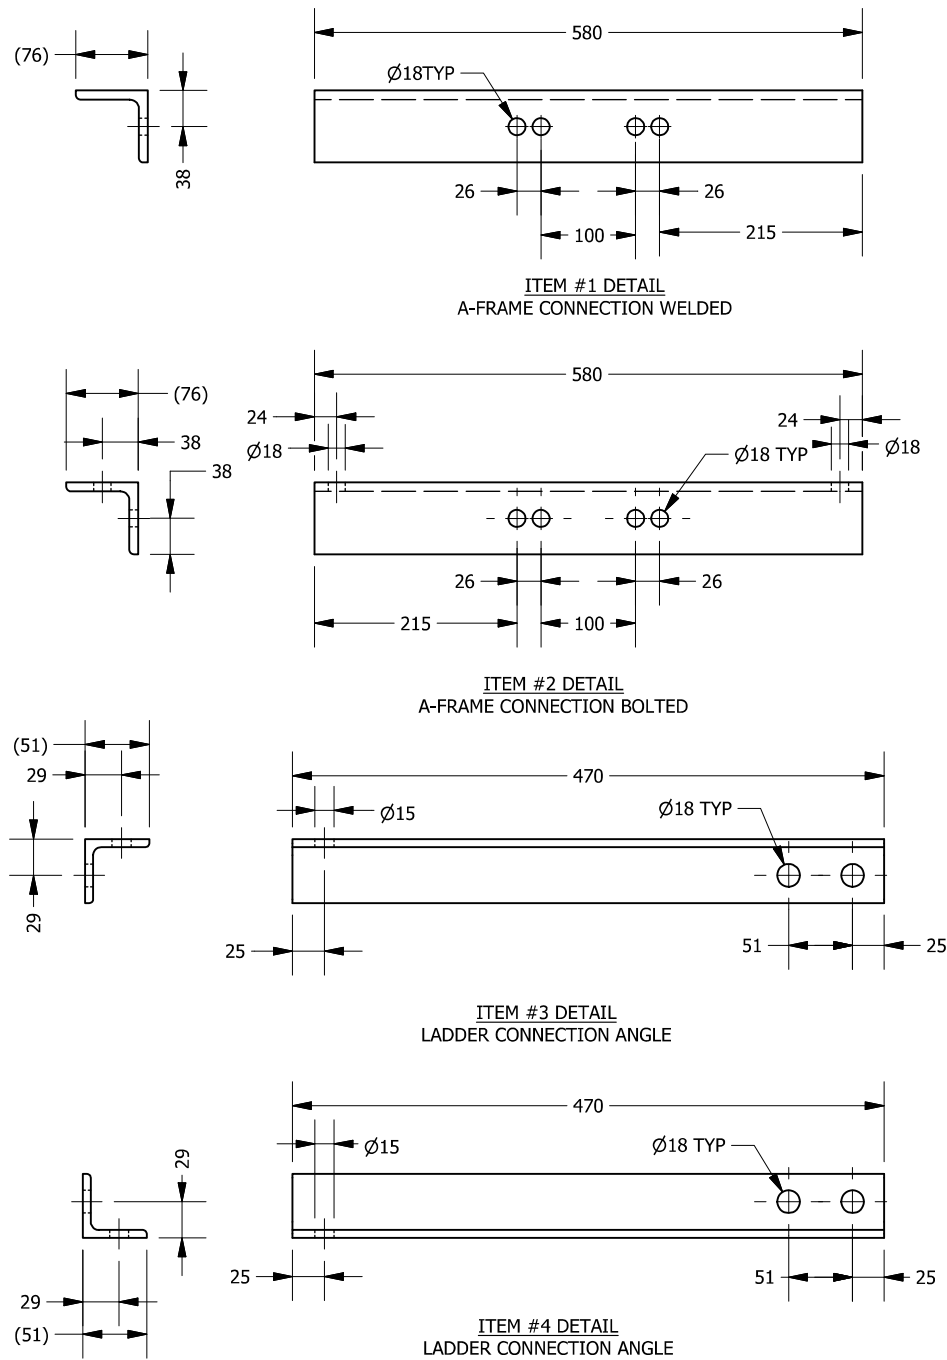 580
(76)
Ø18TYP
38
26
26
100
215
ITEM #1 DETAIL
A-FRAME CONNECTION WELDED
580
(76)
24
24
38
Ø18
Ø18 TYP
Ø18
38
26
26
215
100
ITEM #2 DETAIL
A-FRAME CONNECTION BOLTED
(51)
29
470
Ø15
Ø18 TYP
29
25
51
25
ITEM #3 DETAIL
LADDER CONNECTION ANGLE
470
Ø15
Ø18 TYP
29
25
51
25
29
(51)
ITEM #4 DETAIL
LADDER CONNECTION ANGLE